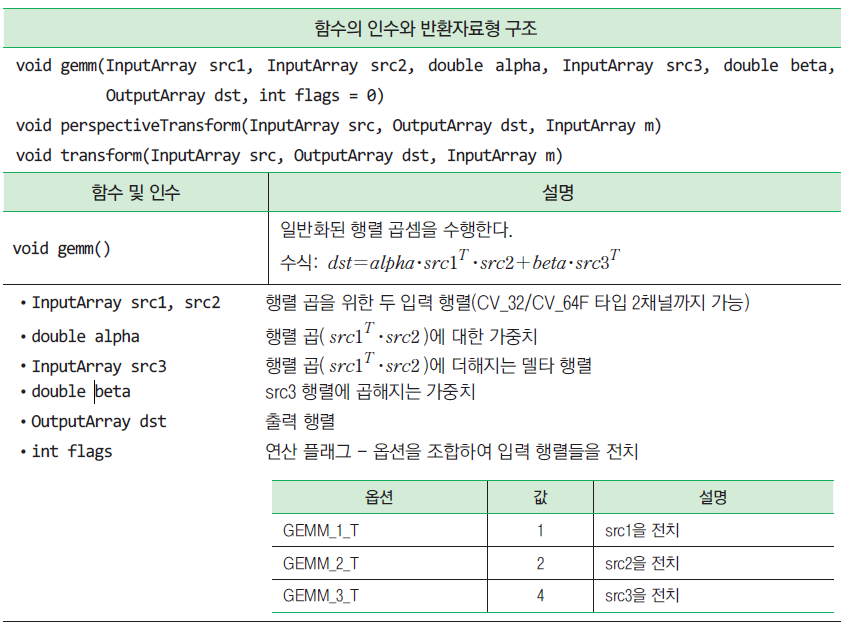 함수의 인수와 반환자료형 구조
void gemm(InputArray src1, InputArray src2, double alpha, InputArray src3, double beta,
OutputArray dst, int flags = 0)
void perspectiveTransform(InputArray src, OutputArray dst, InputArray m)
void transform(InputArray src, OutputArray dst, InputArray m)
함수 및 인수 설명
void gemm() 일반화된 행렬 곱셈을 수행한다.
수식: dst=alpha·src1^T·src2+beta·src3^T
• InputArray src1, src2 행렬 곱을 위한 두 입력 행렬(CV_32/CV_64F 타입 2채널까지 가능)
• double alpha 행렬 곱( src1^T·src2 )에 대한 가중치
• InputArray src3 행렬 곱( src1^T·src2 )에 더해지는 델타 행렬
• double beta src3 행렬에 곱해지는 가중치
• OutputArray dst 출력 행렬
• int flags 연산 플래그 - 옵션을 조합하여 입력 행렬들을 전치
옵션 값 설명
GEMM_1_T 1 src1을 전치
GEMM_2_T 2 src2을 전치
GEMM_3_T 4 src3을 전치